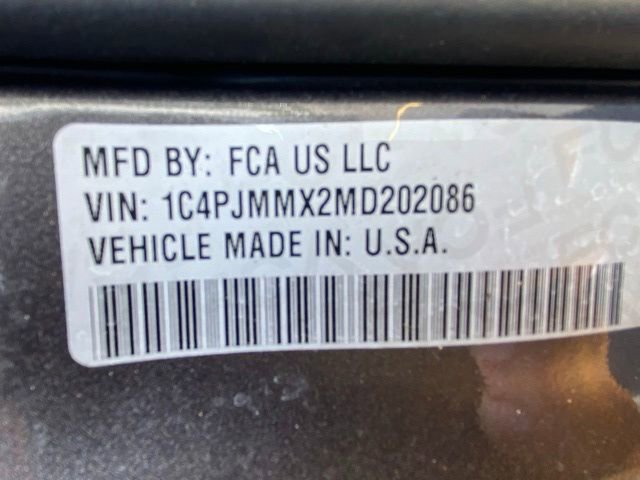 MFD BY: FCA US LLC
VIN: 1C4PJMMX2MD202086
VEHICLE MADE IN: U.S.A.